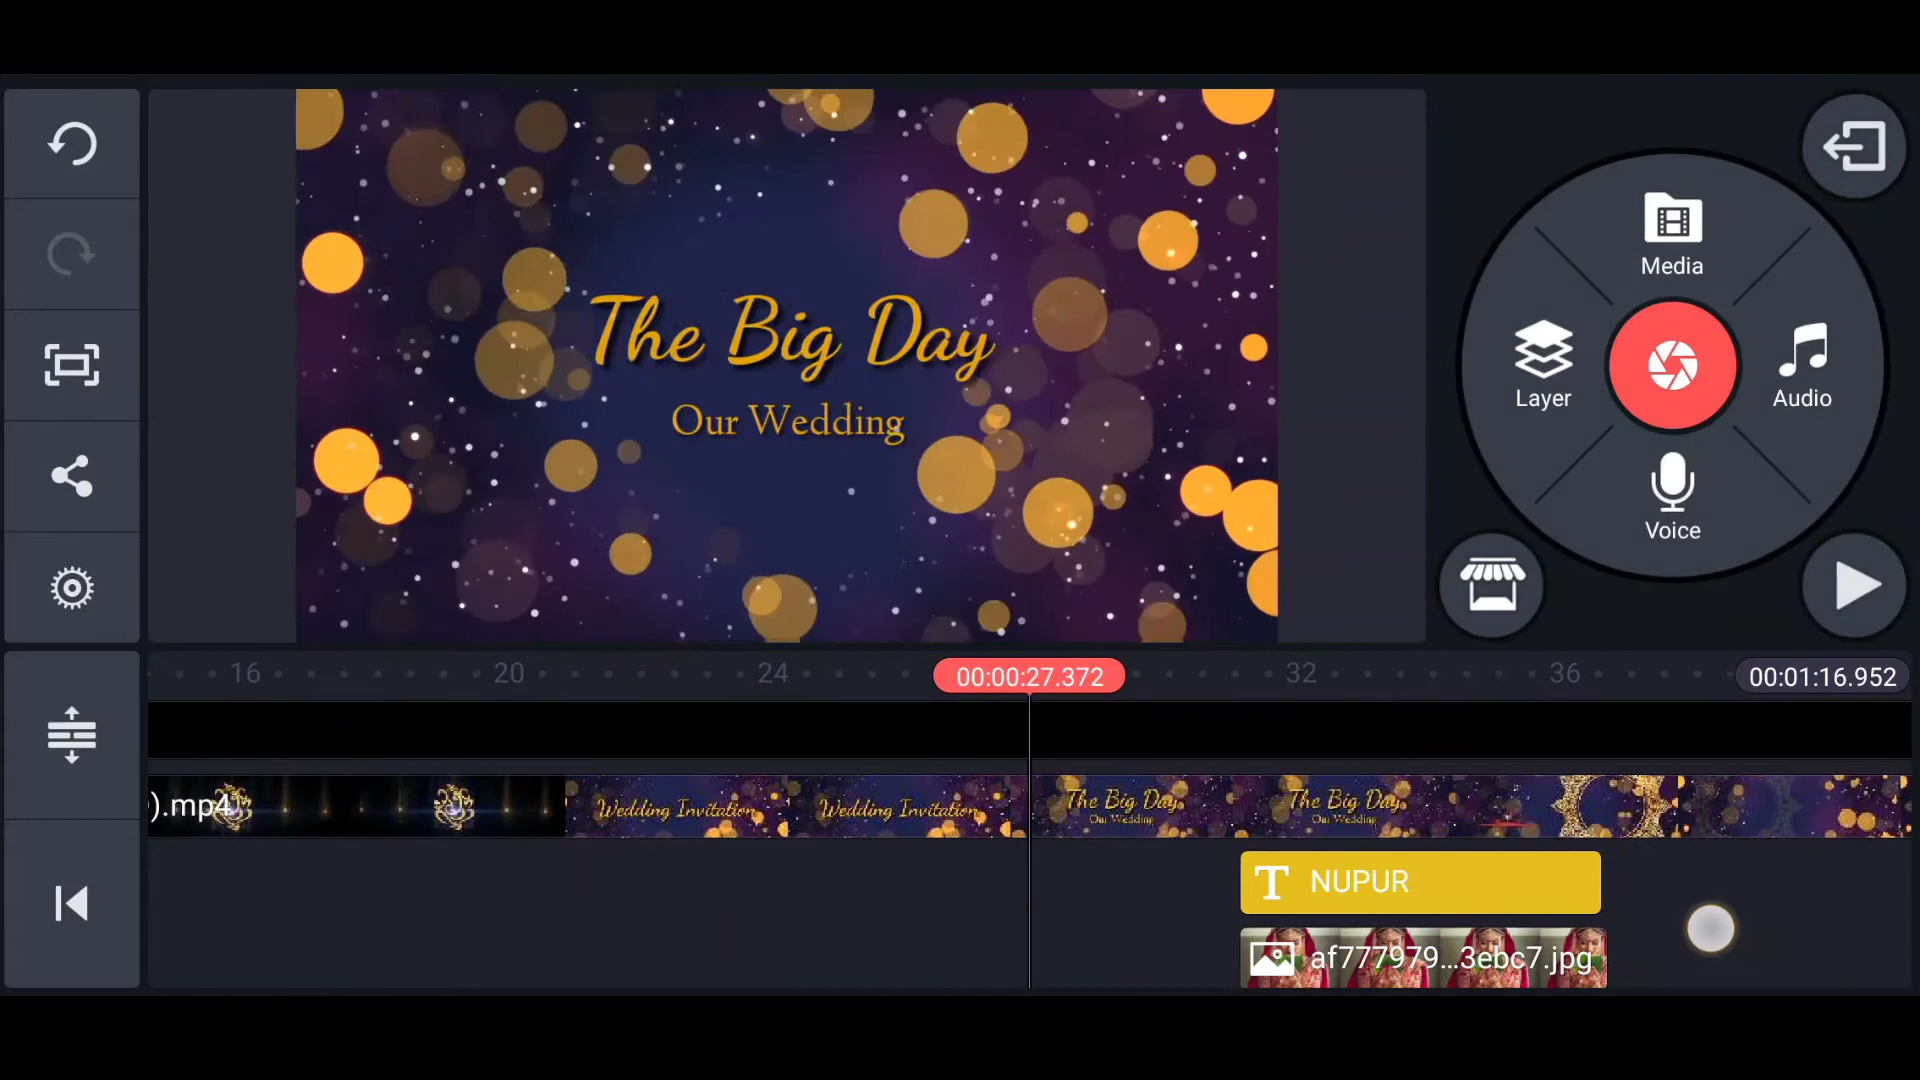 The Big Day
Our Wedding
Media
Layer
Audio
Voice
16
20
24
00:00:27.372
32
36
00:01:16.952
).mp4
Wedding Invitation
Wedding Invitation
The Big Day
Our Wedding
The Big Day
Our Wedding
T NUPUR
af777979...3ebc7.jpg